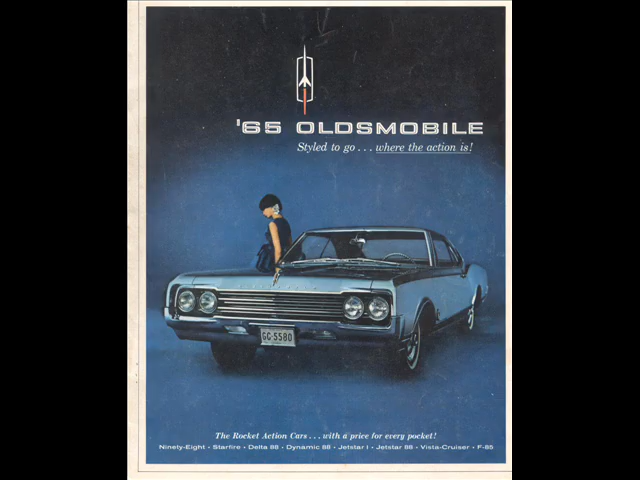 '65 OLDSMOBILE
Styled to go... where the action is!
GG·5580
The Rocket Action Cars... with a price for every pocket!
Ninety-Eight • Starfire • Delta 88 • Dynamic 88 • Jetstar I • Jetstar 88 • Vista-Cruiser • F-85